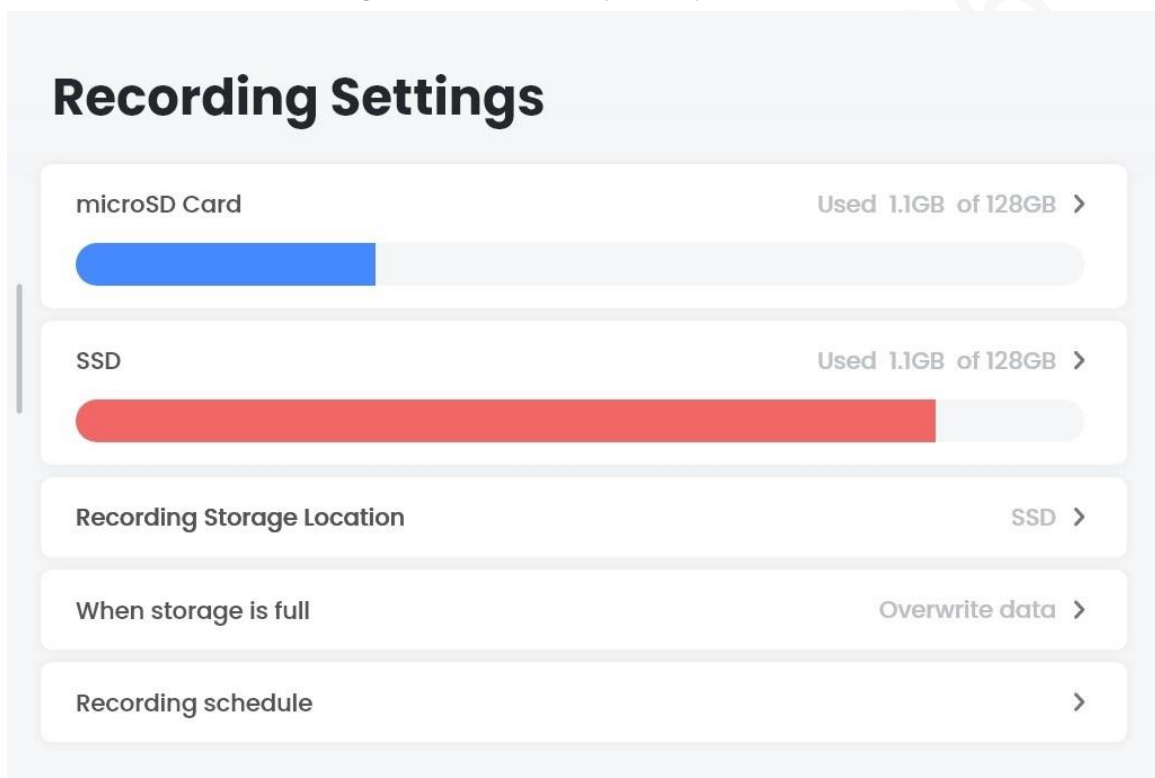 Recording Settings
microSD Card
Used 1.1GB of 128GB
SSD
Used 1.1GB of 128GB
Recording Storage Location
SSD
When storage is full
Overwrite data
Recording schedule